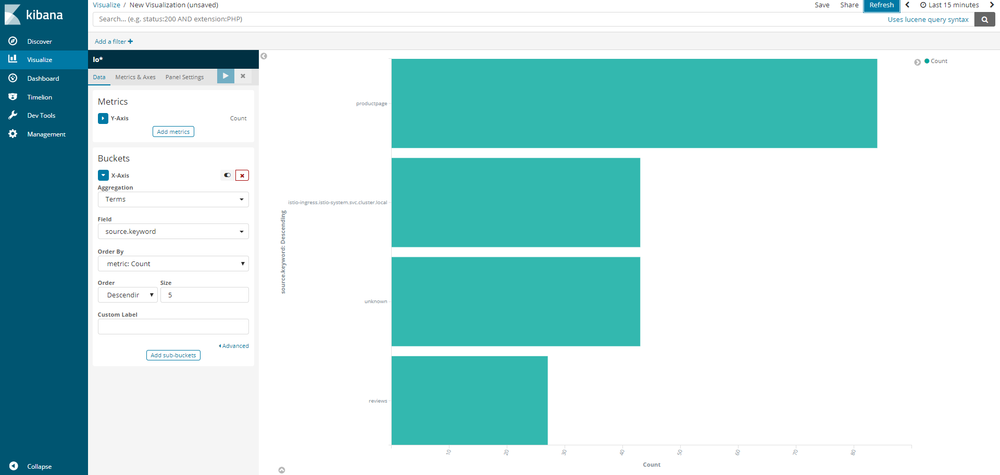 kibana
Discover
Visualize
Dashboard
Timelion
Dev Tools
Management
Collapse
Visualize / New Visualization (unsaved)
Save Share Refresh Last 15 minutes
Search... (e.g. status:200 AND extension:PHP)
Uses lucene query syntax
Add a filter
lo*
Data Metrics & Axes Panel Settings
Metrics
Y-Axis Count
Add metrics
Buckets
X-Axis
Aggregation
Terms
Field
source.keyword
Order By
metric: Count
Order Size
Descendir 5
Custom Label
Advanced
Add sub-buckets
source.keyword: Descending
productpage
istio-ingress.istio-system.svc.cluster.local
unknown
reviews
10 20 30 40 50 60 70 80
Count
Count